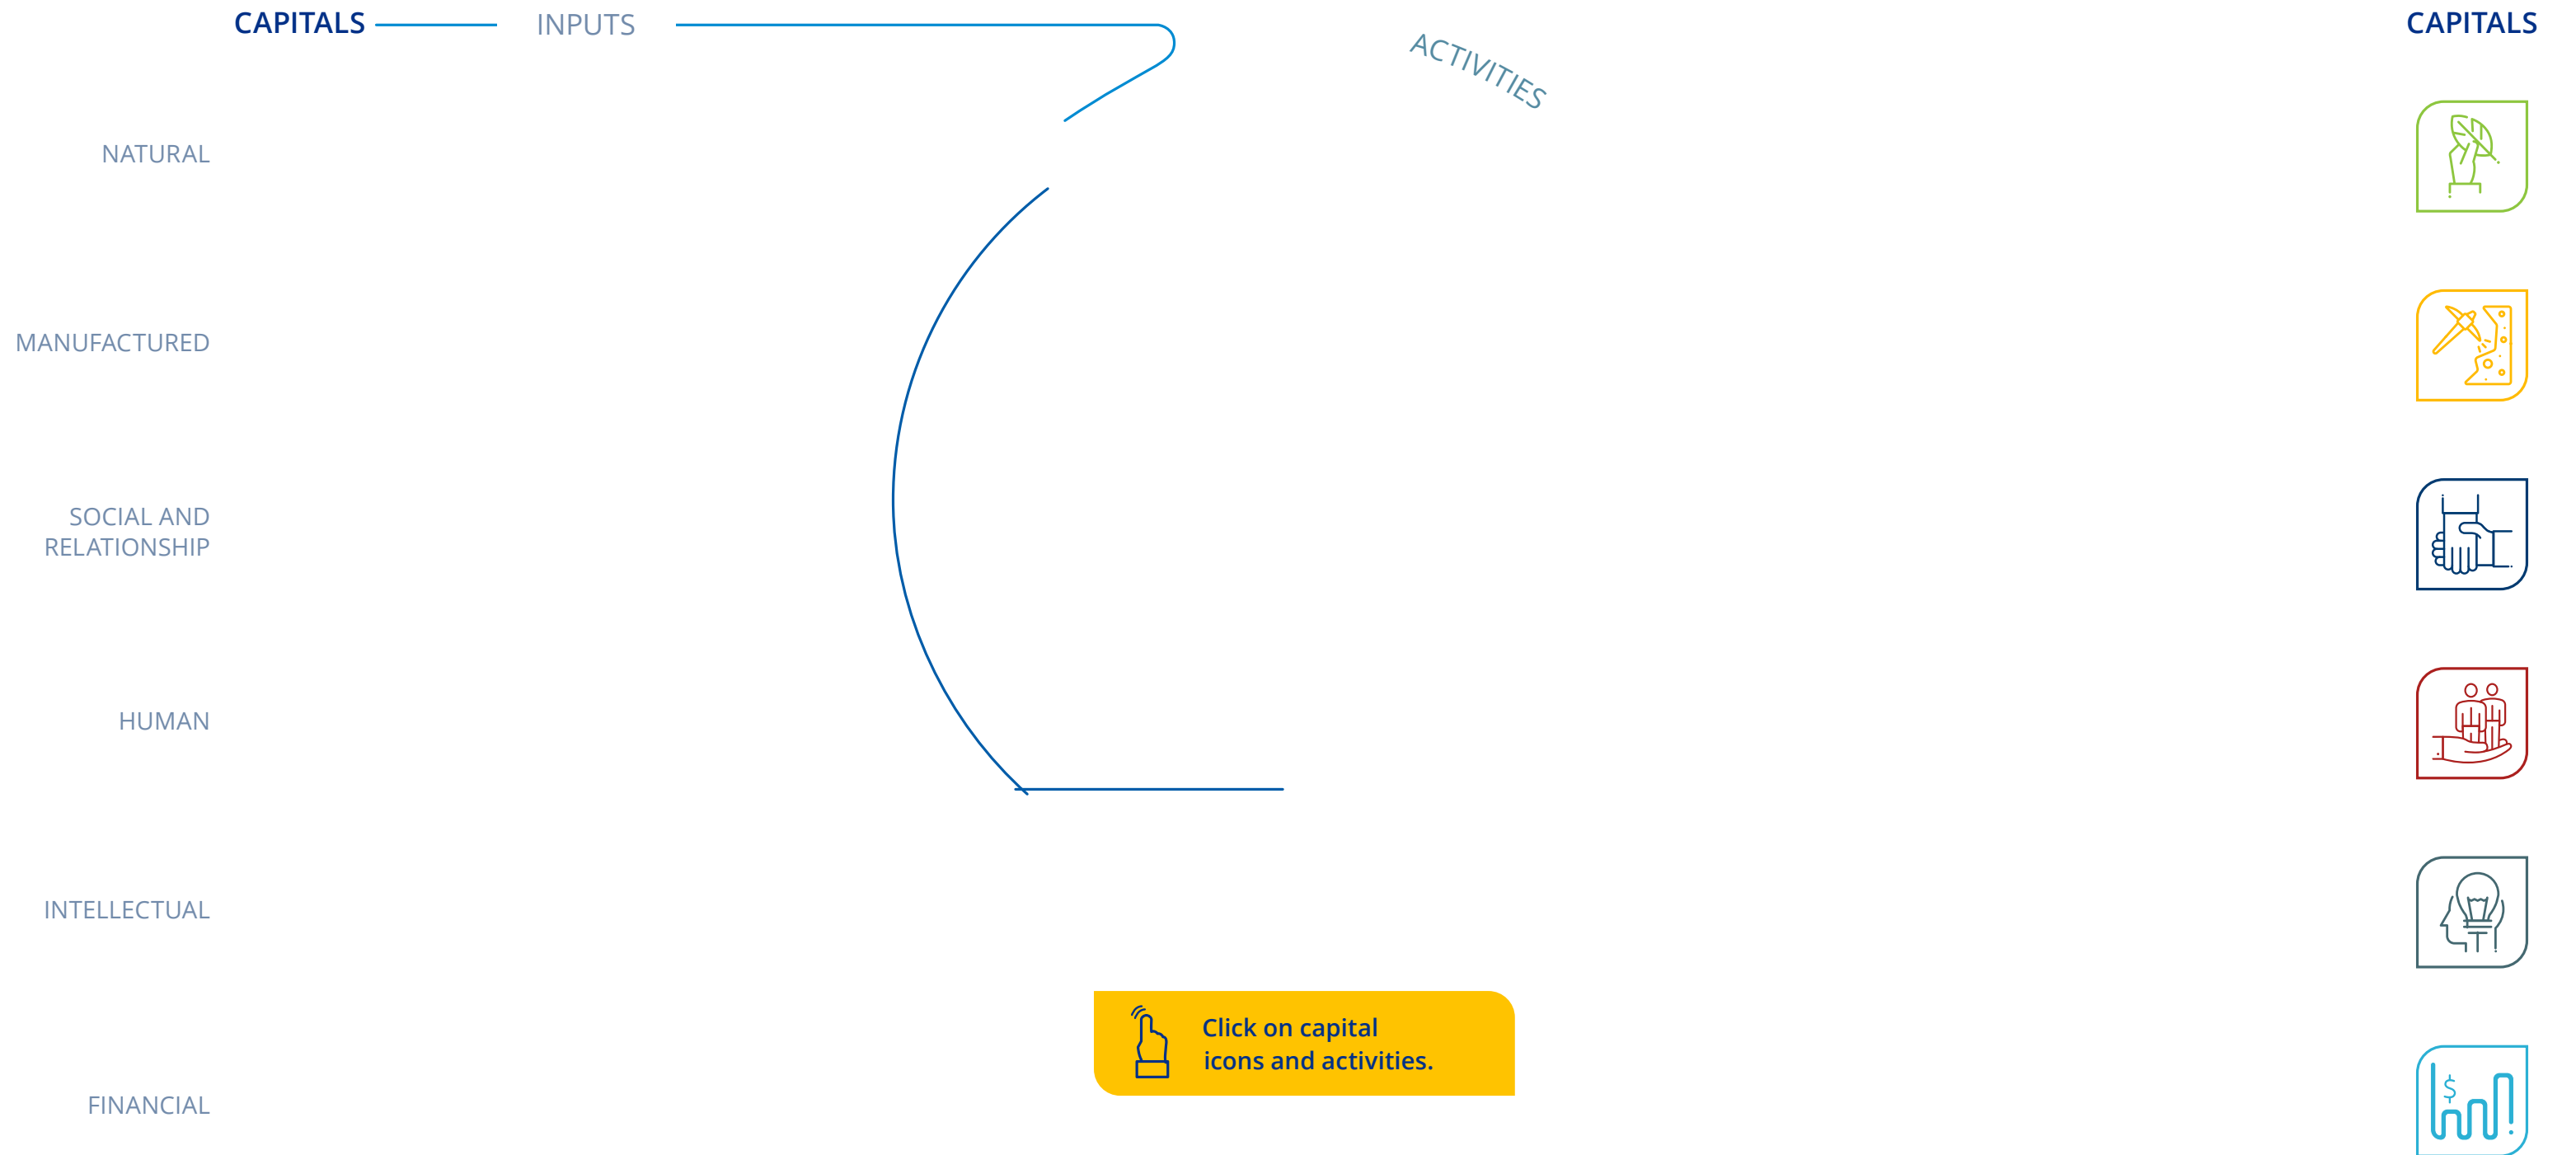 CAPITALS
INPUTS
ACTIVITIES
CAPITALS
NATURAL
MANUFACTURED
SOCIAL AND
RELATIONSHIP
HUMAN
INTELLECTUAL
Click on capital
icons and activities.
FINANCIAL
$